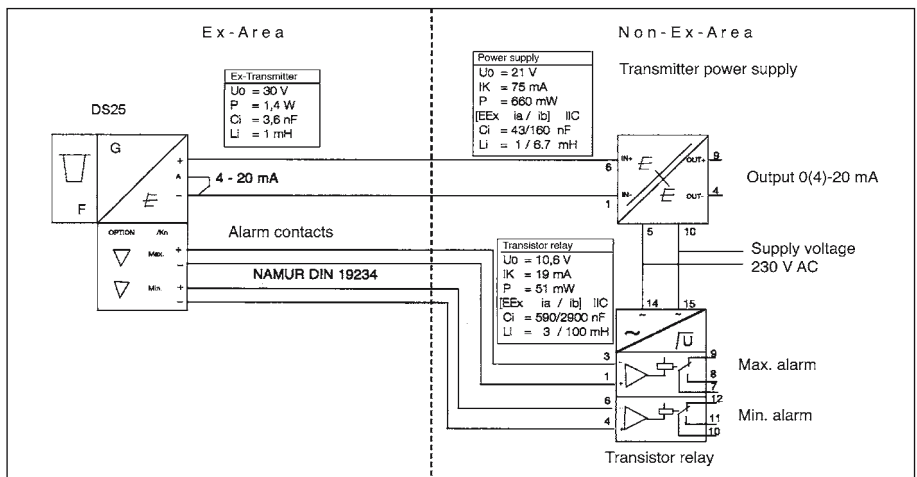 Ex-Area
Non-Ex-Area
Ex-Transmitter
Uo = 30 V
P = 1,4 W
Ci = 3,6 nF
Li = 1 mH
Power supply
Uo = 21 V
IK = 75 mA
P = 660 mW
[EEx ia / ib] IIC
Ci = 43/160 nF
Li = 1 / 6.7 mH
Transmitter power supply
DS25
G
F
E
+
A
-
4 - 20 mA
6
1
IN+
IN-
E
E
OUT+
OUT-
9
4
Output 0(4)-20 mA
5
10
Supply voltage
230 V AC
OPTION /Kn
Max.
+
-
Min.
+
-
Alarm contacts
NAMUR DIN 19234
Transistor relay
Uo = 10,6 V
IK = 19 mA
P = 51 mW
[EEx ia / ib] IIC
Ci = 590/2900 nF
Li = 3 / 100 mH
14
15
~ ~
~
U
3
1
-
+
9
8
7
Max. alarm
6
4
-
+
12
11
10
Min. alarm
Transistor relay